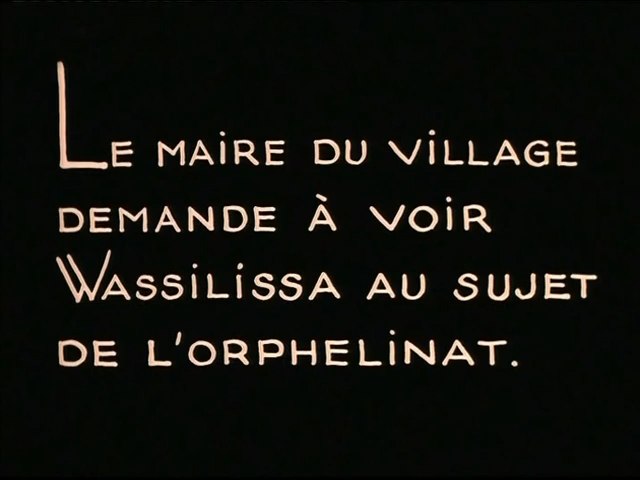 Le maire du village
demande à voir
Wassilissa au sujet
de l'orphelinat.